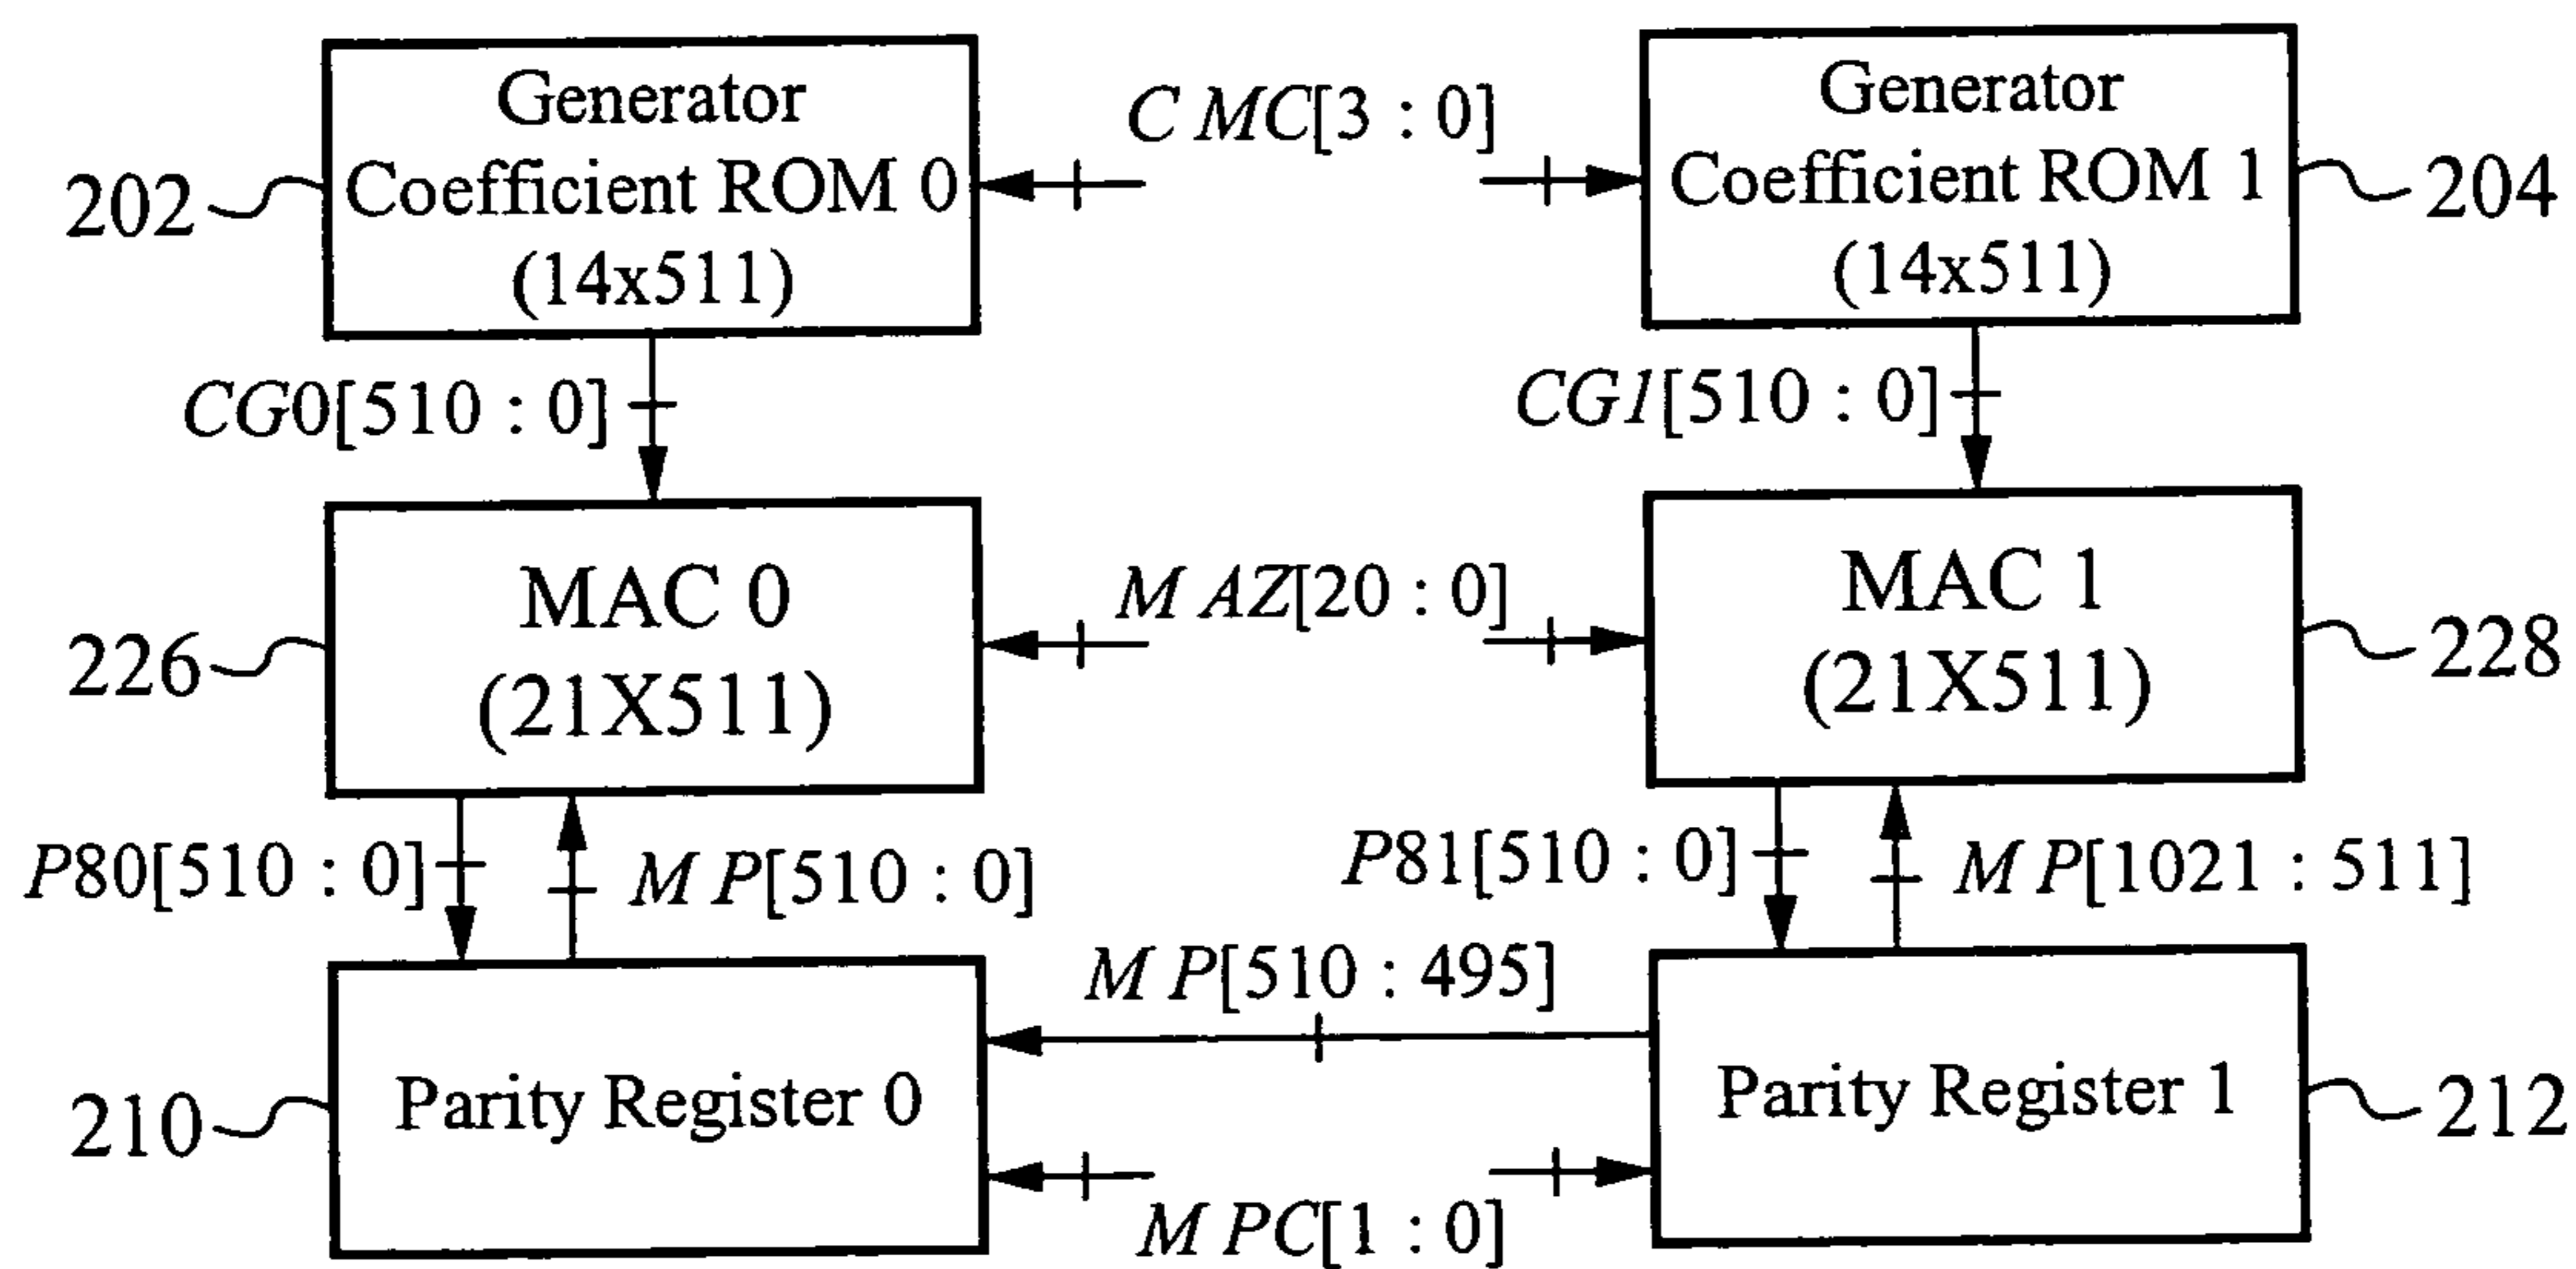 Generator
Coefficient ROM 0
(14x511)
202
C MC[3 : 0]
Generator
Coefficient ROM 1
(14x511)
204
CG0[510 : 0]
CG1[510 : 0]
MAC 0
(21X511)
226
M AZ[20 : 0]
MAC 1
(21X511)
228
P80[510 : 0]
M P[510 : 0]
P81[510 : 0]
M P[1021 : 511]
M P[510 : 495]
Parity Register 0
210
Parity Register 1
212
M PC[1 : 0]